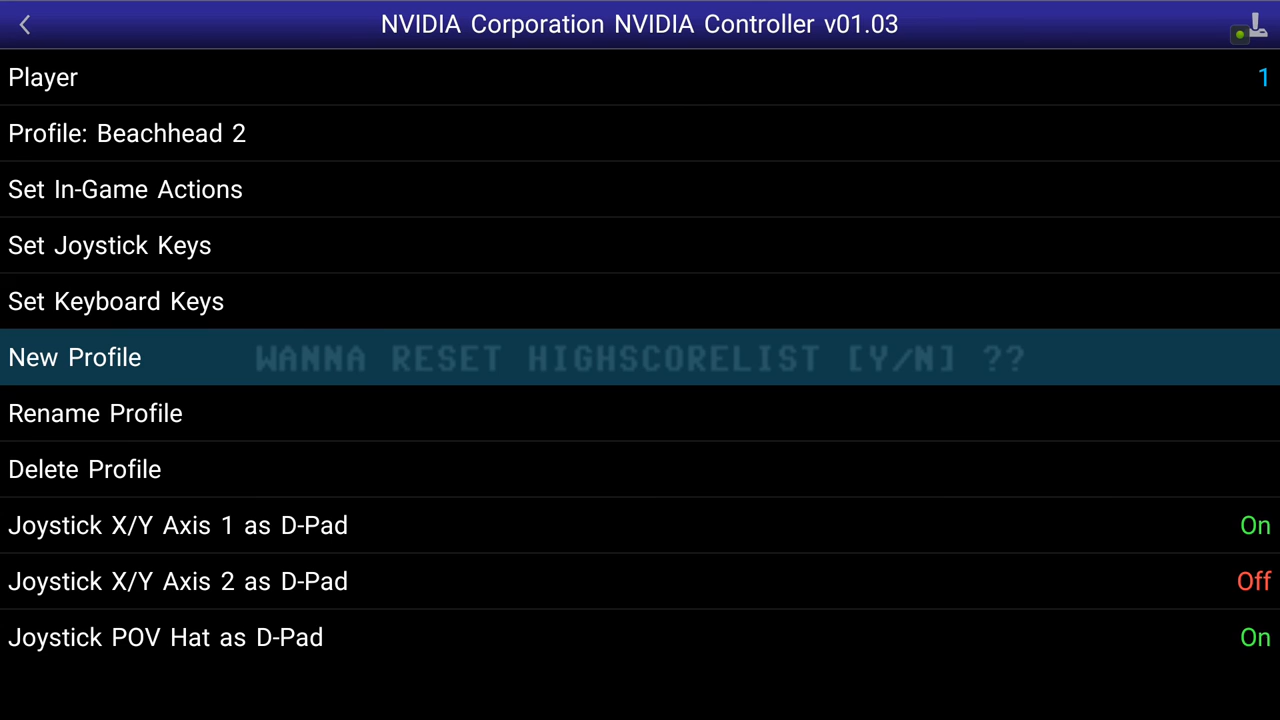 NVIDIA Corporation NVIDIA Controller v01.03
Player 1
Profile: Beachhead 2
Set In-Game Actions
Set Joystick Keys
Set Keyboard Keys
New Profile WANNA RESET HIGHSCORELIST [Y/N] ??
Rename Profile
Delete Profile
Joystick X/Y Axis 1 as D-Pad On
Joystick X/Y Axis 2 as D-Pad Off
Joystick POV Hat as D-Pad On